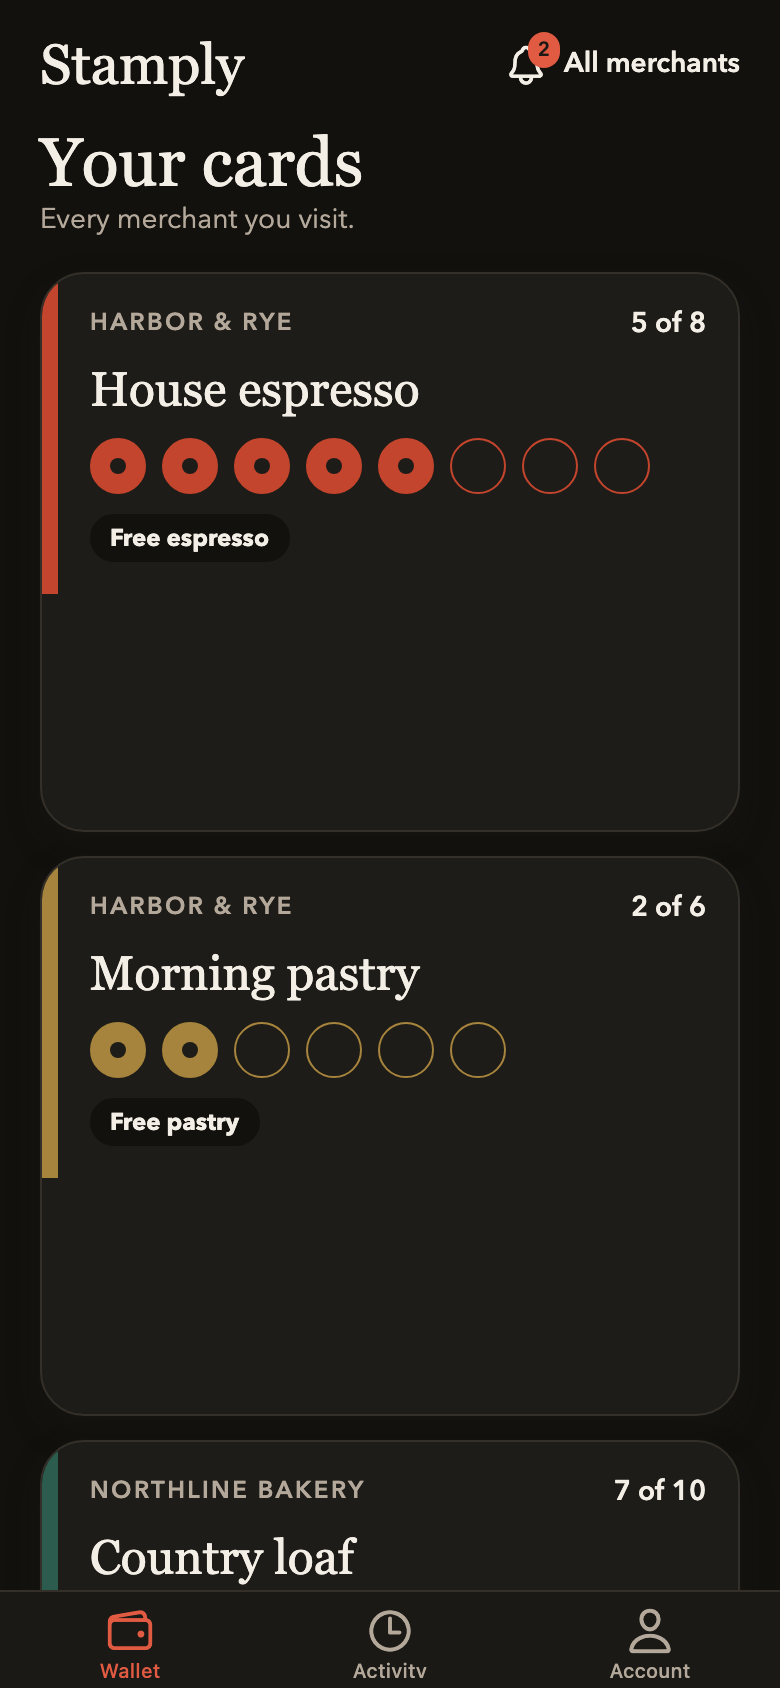 Stamply
2
All merchants
Your cards
Every merchant you visit.
HARBOR & RYE
5 of 8
House espresso
Free espresso
HARBOR & RYE
2 of 6
Morning pastry
Free pastry
NORTHLINE BAKERY
7 of 10
Country loaf
Wallet
Activity
Account